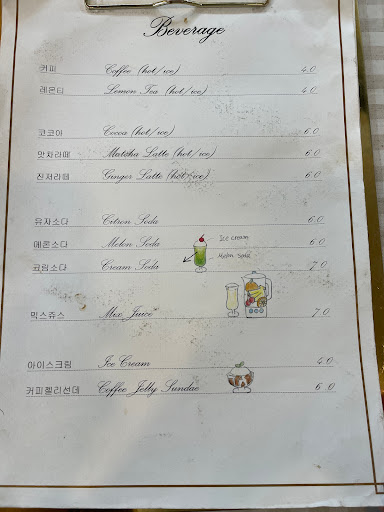 Beverage
커피 Coffee (hot/ice) 4.0
레몬티 Lemon Tea (hot/ice) 4.0
코코아 Cocoa (hot/ice) 6.0
맛차라떼 Matcha Latte (hot/ice) 6.0
진저라떼 Ginger Latte (hot/ice) 6.0
유자소다 Citron Soda 6.0
메론소다 Melon Soda 6.0
Ice cream
Melon Soda
크림소다 Cream Soda 7.0
믹스쥬스 Mix Juice 7.0
아이스크림 Ice Cream 4.0
커피젤리선데 Coffee Jelly Sundae 6.0